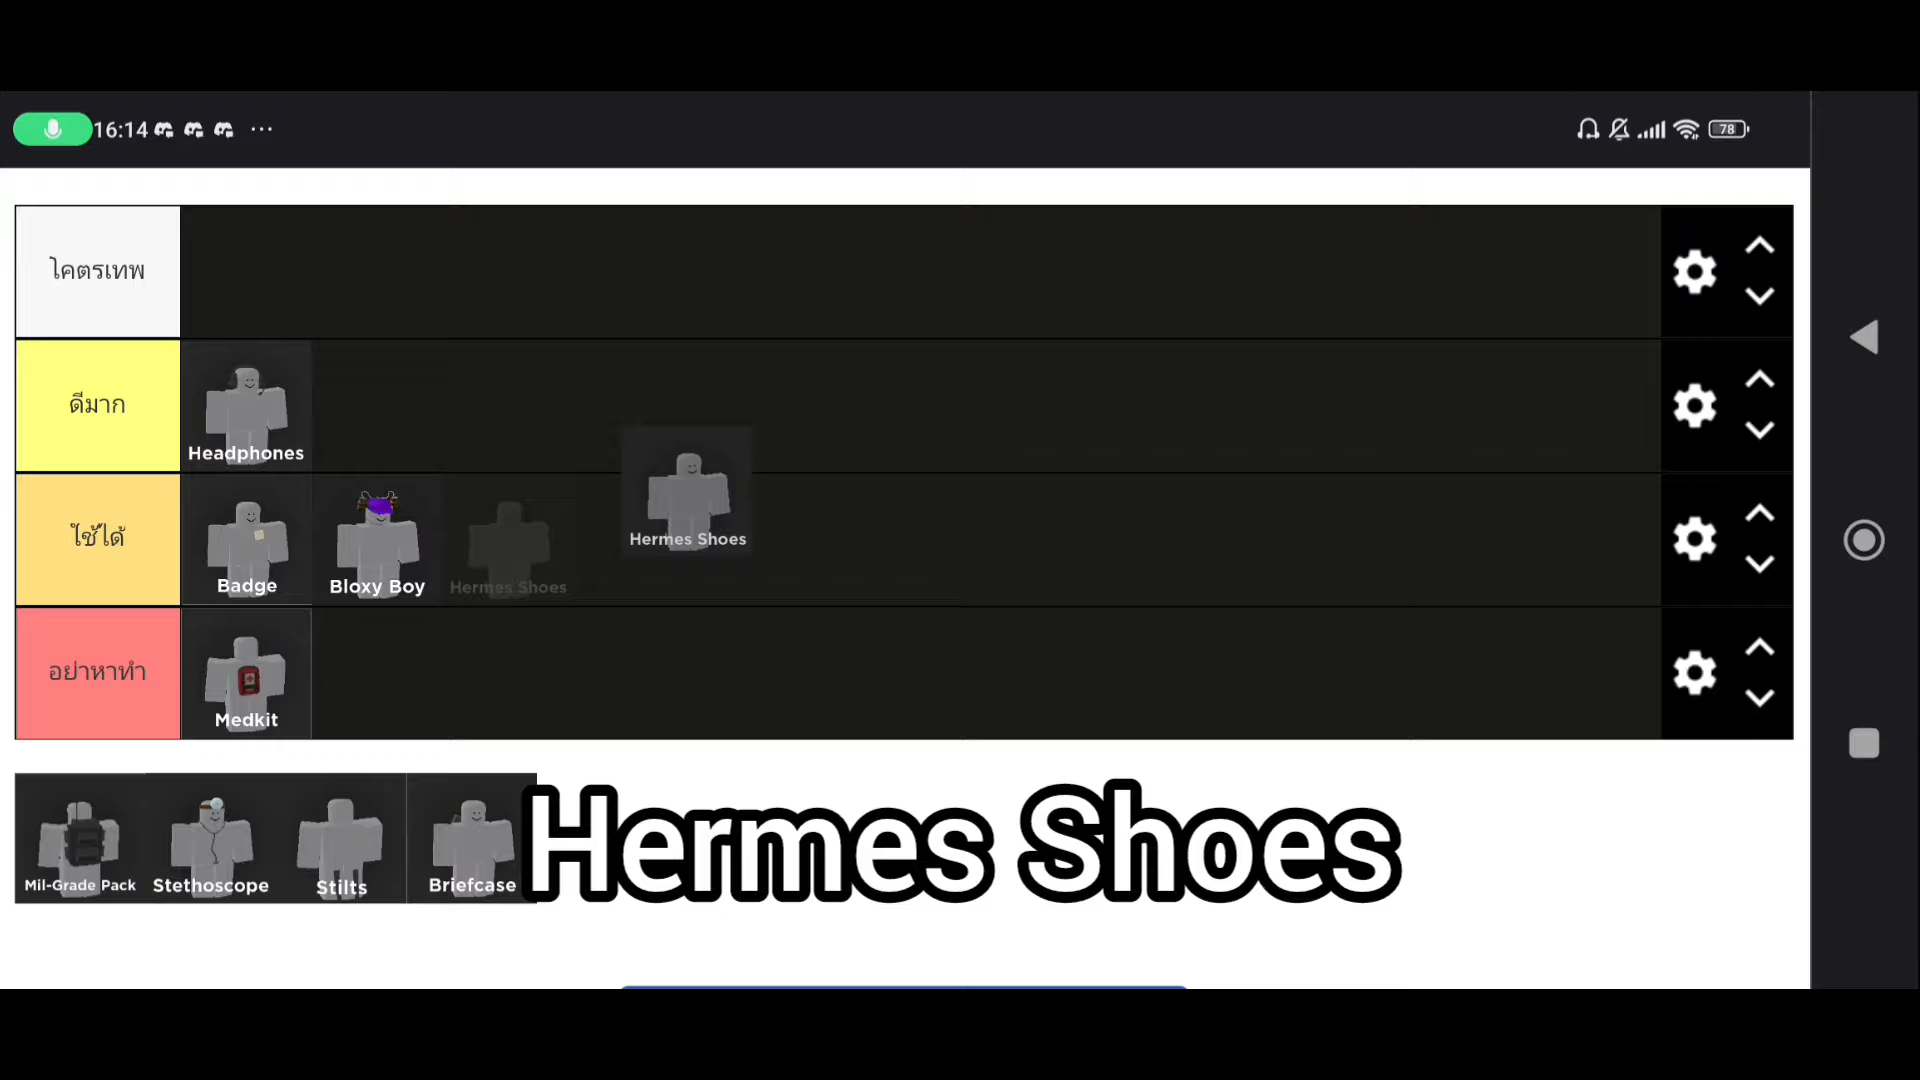 16:14
78
ไคตรเทพ
ดีมาก
Headphones
Hermes Shoes
ใช้ได้
Badge
Bloxy Boy
Hermes Shoes
อย่าหาทำ
Medkit
Mil-Grade Pack
Stethoscope
Stilts
Briefcase
Hermes Shoes